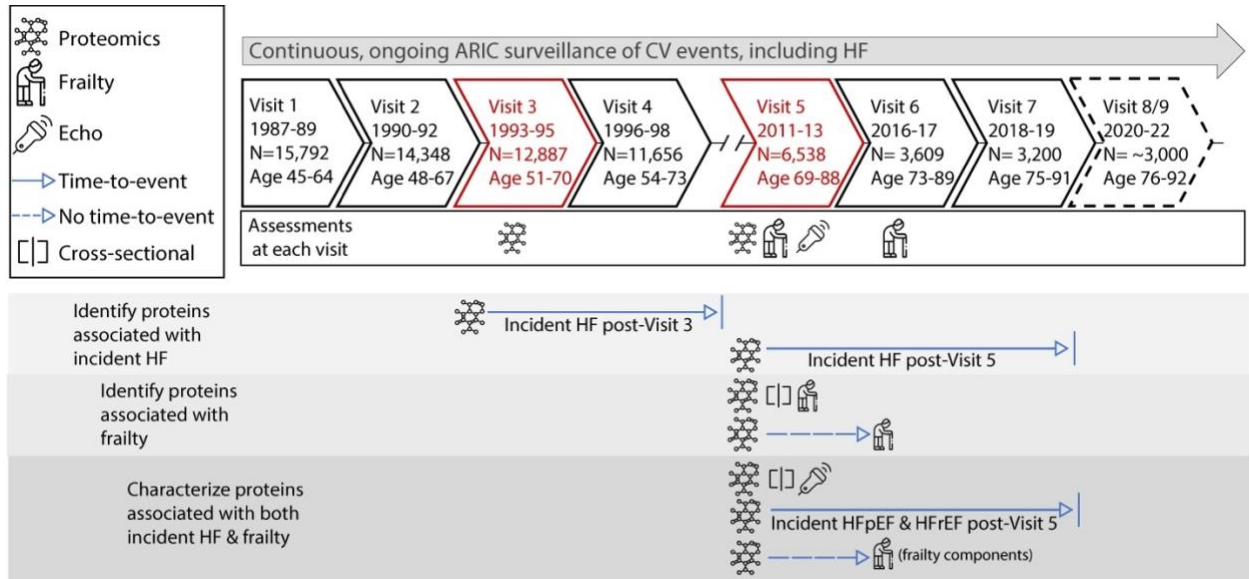 Proteomics
Frailty
Echo
Time-to-event
No time-to-event
Cross-sectional
Continuous, ongoing ARIC surveillance of CV events, including HF
Visit 1
1987-89
N=15,792
Age 45-64
Visit 2
1990-92
N=14,348
Age 48-67
Visit 3
1993-95
N=12,887
Age 51-70
Visit 4
1996-98
N=11,656
Age 54-73
Visit 5
2011-13
N=6,538
Age 69-88
Visit 6
2016-17
N= 3,609
Age 73-89
Visit 7
2018-19
N= 3,200
Age 75-91
Visit 8/9
2020-22
N= ~3,000
Age 76-92
Assessments
at each visit
Identify proteins
associated with
incident HF
Incident HF post-Visit 3
Incident HF post-Visit 5
Identify proteins
associated with
frailty
Characterize proteins
associated with both
incident HF & frailty
Incident HFpEF & HFrEF post-Visit 5
(frailty components)